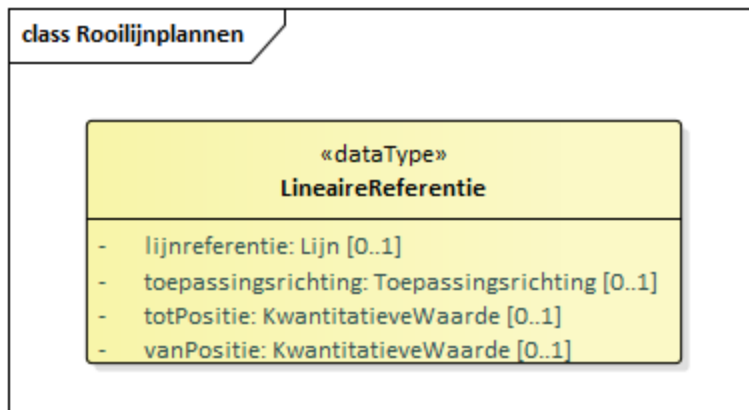 class Rooilijnplannen
«dataType»
LineaireReferentie
- lijnreferentie: Lijn [0..1]
- toepassingsrichting: Toepassingsrichting [0..1]
- totPositie: KwantitatieveWaarde [0..1]
- vanPositie: KwantitatieveWaarde [0..1]